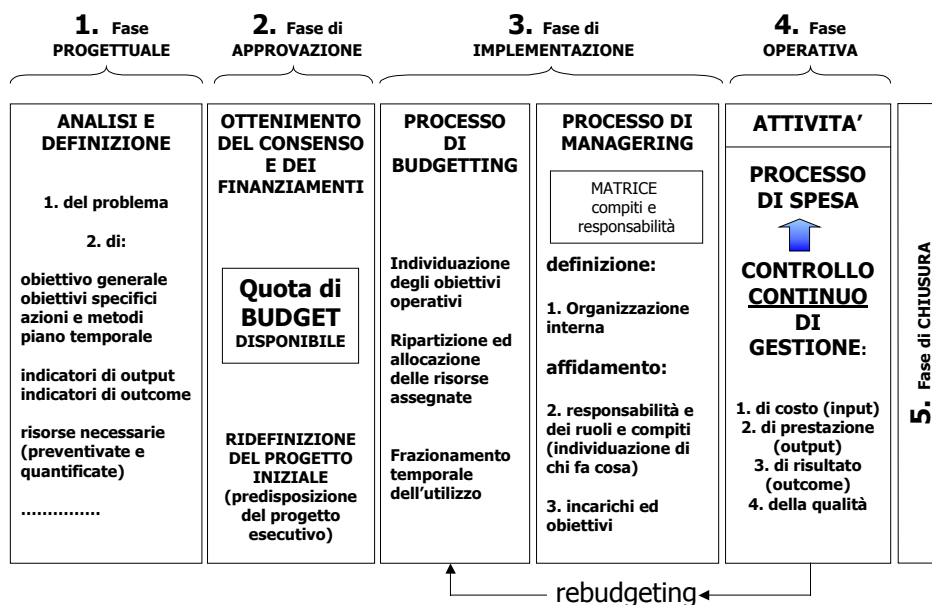 1. Fase
PROGETTUALE
2. Fase di
APPROVAZIONE
3. Fase di
IMPLEMENTAZIONE
4. Fase
OPERATIVA
ANALISI E
DEFINIZIONE
1. del problema
2. di:
obiettivo generale
obiettivi specifici
azioni e metodi
piano temporale
indicatori di output
indicatori di outcome
risorse necessarie
(preventivate e
quantificate)
……………
OTTENIMENTO
DEL CONSENSO
E DEI
FINANZIAMENTI
Quota di
BUDGET
DISPONIBILE
RIDEFINIZIONE
DEL PROGETTO
INIZIALE
(predisposizione
del progetto
esecutivo)
PROCESSO
DI
BUDGETTING
Individuazione
degli obiettivi
operativi
Ripartizione ed
allocazione
delle risorse
assegnate
Frazionamento
temporale
dell'utilizzo
PROCESSO DI
MANAGERING
MATRICE
compiti e
responsabilità
definizione:
1. Organizzazione
interna
affidamento:
2. responsabilità e
dei ruoli e compiti
(individuazione di
chi fa cosa)
3. incarichi ed
obiettivi
ATTIVITA'
PROCESSO
DI SPESA
CONTROLLO
CONTINUO
DI
GESTIONE:
1. di costo (input)
2. di prestazione
(output)
3. di risultato
(outcome)
4. della qualità
5. Fase di CHIUSURA
rebudgeting